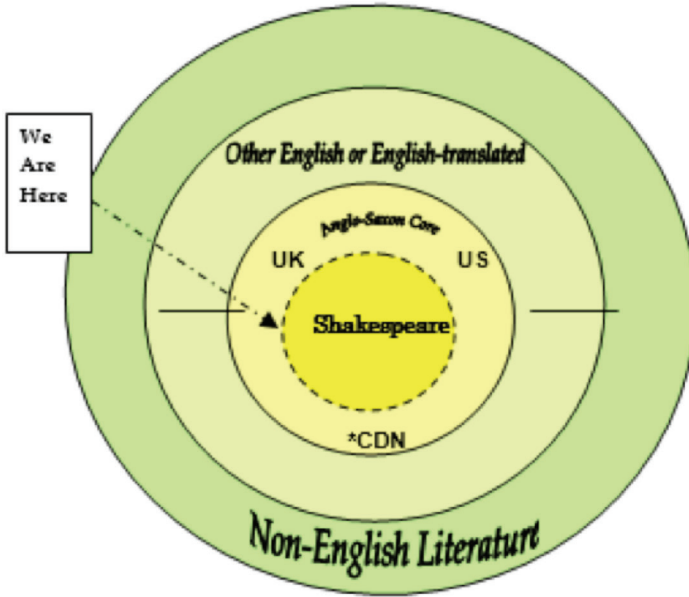 We
Are
Here
Other English or English-translated
Anglo-Saxon Core
UK
US
Shakespeare
*CDN
Non-English Literature